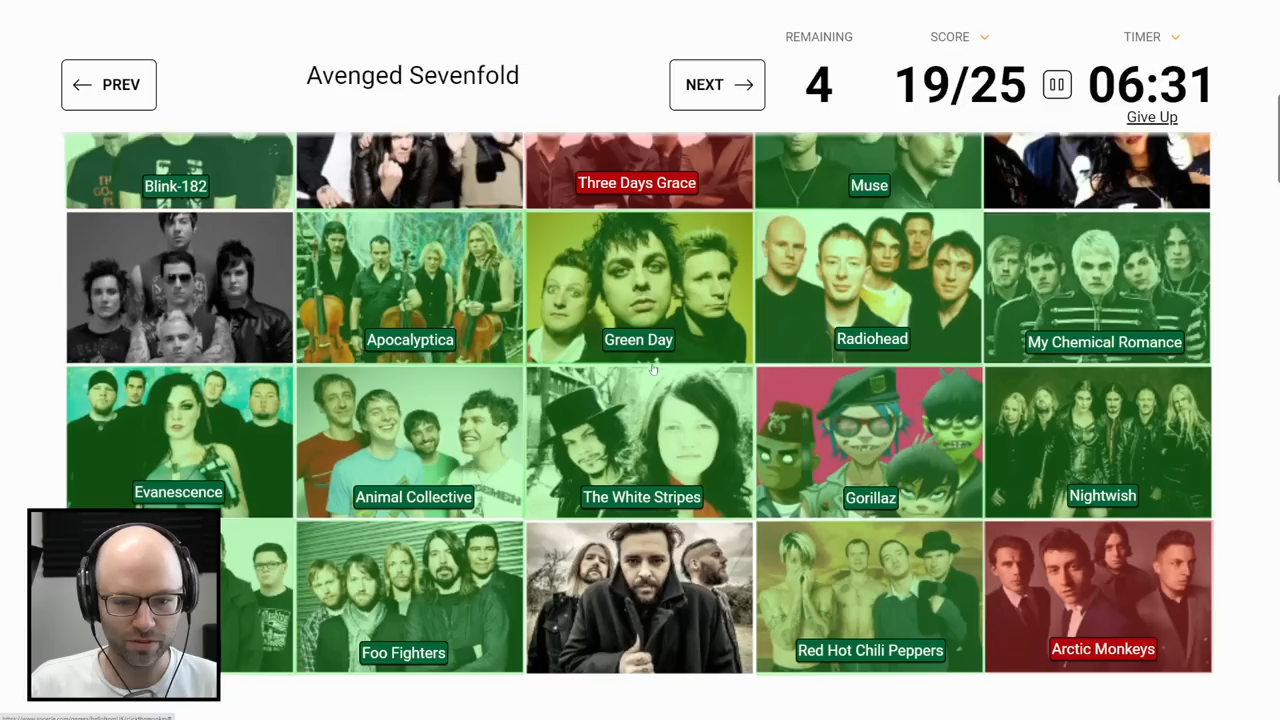 REMAINING SCORE TIMER
PREV Avenged Sevenfold NEXT 4 19/25 06:31
Give Up
Blink-182 Three Days Grace Muse
Apocalyptica Green Day Radiohead My Chemical Romance
Evanescence Animal Collective The White Stripes Gorillaz Nightwish
Foo Fighters Red Hot Chili Peppers Arctic Monkeys